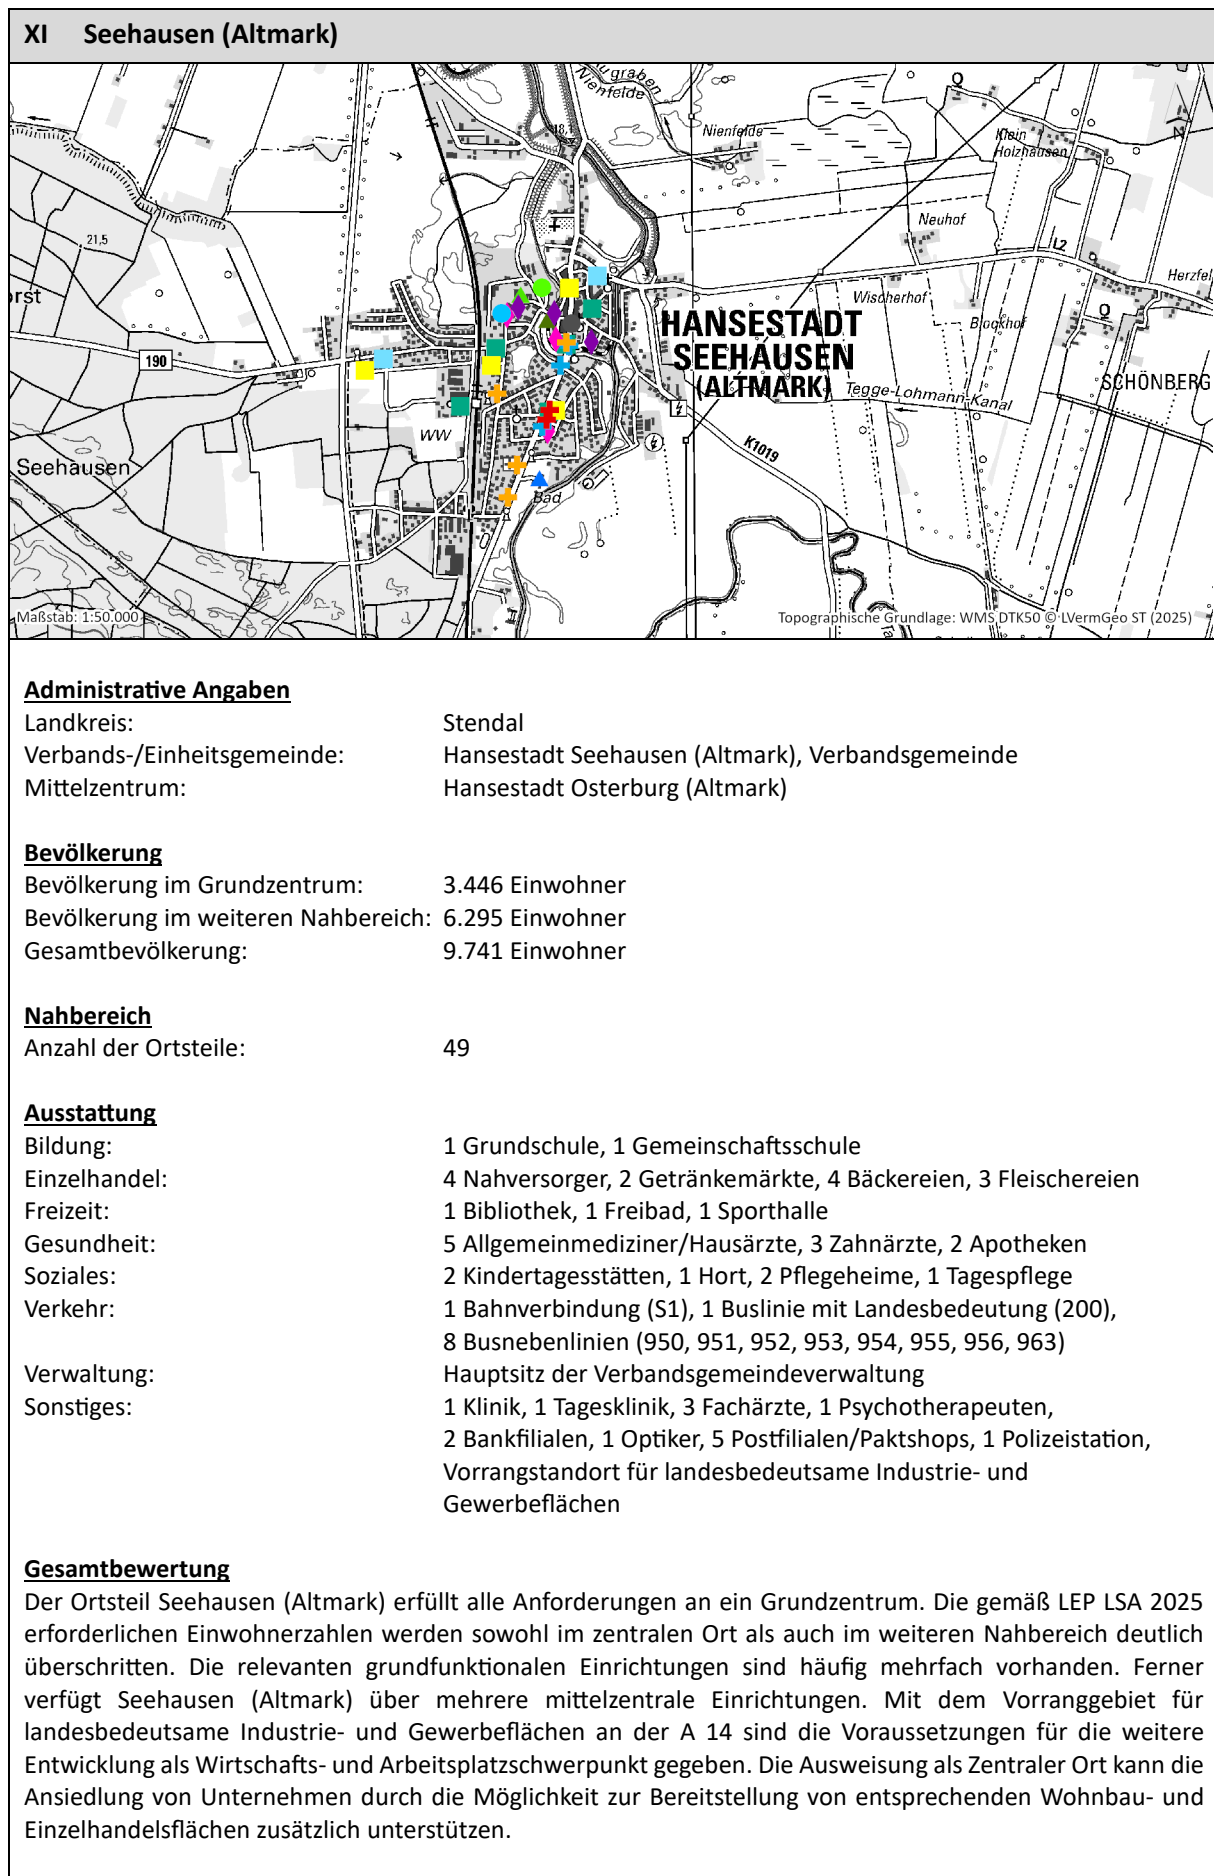 XI Seehausen (Altmark)
Nienfelde
18,
Nienfelde
Q
Klein
Holzhausen
21,5
20
Neuhof
L2
Herzfel
orst
Wischerhof
Blockhof
Q
HANSESTADT
SEEHAUSEN
(ALTMARK)
190
SCHÖNBERG
Tegge-Lohmann-Kanal
WW
K1019
Seehausen
Bad
Maßstab: 1:50.000
Topographische Grundlage: WMS DTK50 © LVermGeo ST (2025)
Administrative Angaben
Landkreis: Stendal
Verbands-/Einheitsgemeinde: Hansestadt Seehausen (Altmark), Verbandsgemeinde
Mittelzentrum: Hansestadt Osterburg (Altmark)
Bevölkerung
Bevölkerung im Grundzentrum: 3.446 Einwohner
Bevölkerung im weiteren Nahbereich: 6.295 Einwohner
Gesamtbevölkerung: 9.741 Einwohner
Nahbereich
Anzahl der Ortsteile: 49
Ausstattung
Bildung: 1 Grundschule, 1 Gemeinschaftsschule
Einzelhandel: 4 Nahversorger, 2 Getränkemärkte, 4 Bäckereien, 3 Fleischereien
Freizeit: 1 Bibliothek, 1 Freibad, 1 Sporthalle
Gesundheit: 5 Allgemeinmediziner/Hausärzte, 3 Zahnärzte, 2 Apotheken
Soziales: 2 Kindertagesstätten, 1 Hort, 2 Pflegeheime, 1 Tagespflege
Verkehr: 1 Bahnverbindung (S1), 1 Buslinie mit Landesbedeutung (200),
8 Busnebenlinien (950, 951, 952, 953, 954, 955, 956, 963)
Verwaltung: Hauptsitz der Verbandsgemeindeverwaltung
Sonstiges: 1 Klinik, 1 Tagesklinik, 3 Fachärzte, 1 Psychotherapeuten,
2 Bankfilialen, 1 Optiker, 5 Postfilialen/Paktshops, 1 Polizeistation,
Vorrangstandort für landesbedeutsame Industrie- und
Gewerbeflächen
Gesamtbewertung
Der Ortsteil Seehausen (Altmark) erfüllt alle Anforderungen an ein Grundzentrum. Die gemäß LEP LSA 2025
erforderlichen Einwohnerzahlen werden sowohl im zentralen Ort als auch im weiteren Nahbereich deutlich
überschritten. Die relevanten grundfunktionalen Einrichtungen sind häufig mehrfach vorhanden. Ferner
verfügt Seehausen (Altmark) über mehrere mittelzentrale Einrichtungen. Mit dem Vorranggebiet für
landesbedeutsame Industrie- und Gewerbeflächen an der A 14 sind die Voraussetzungen für die weitere
Entwicklung als Wirtschafts- und Arbeitsplatzschwerpunkt gegeben. Die Ausweisung als Zentraler Ort kann die
Ansiedlung von Unternehmen durch die Möglichkeit zur Bereitstellung von entsprechenden Wohnbau- und
Einzelhandelsflächen zusätzlich unterstützen.